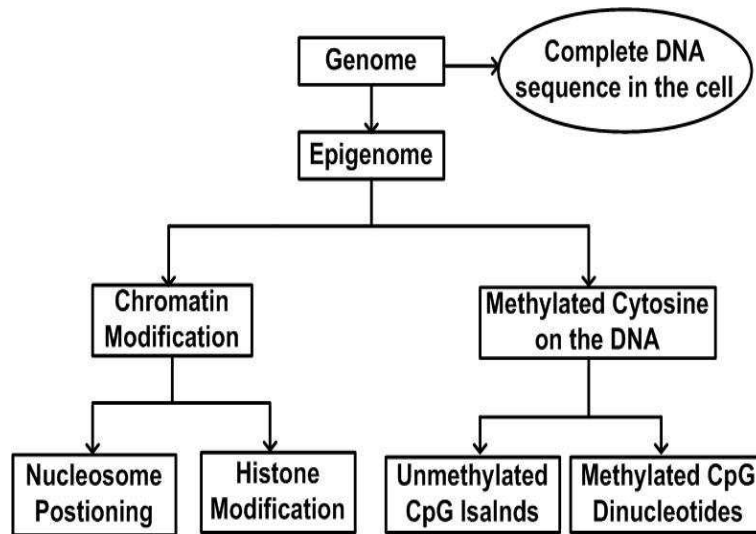 Genome
Complete DNA
sequence in the cell
Epigenome
Chromatin
Modification
Methylated Cytosine
on the DNA
Nucleosome
Postioning
Histone
Modification
Unmethylated
CpG Isalnds
Methylated CpG
Dinucleotides